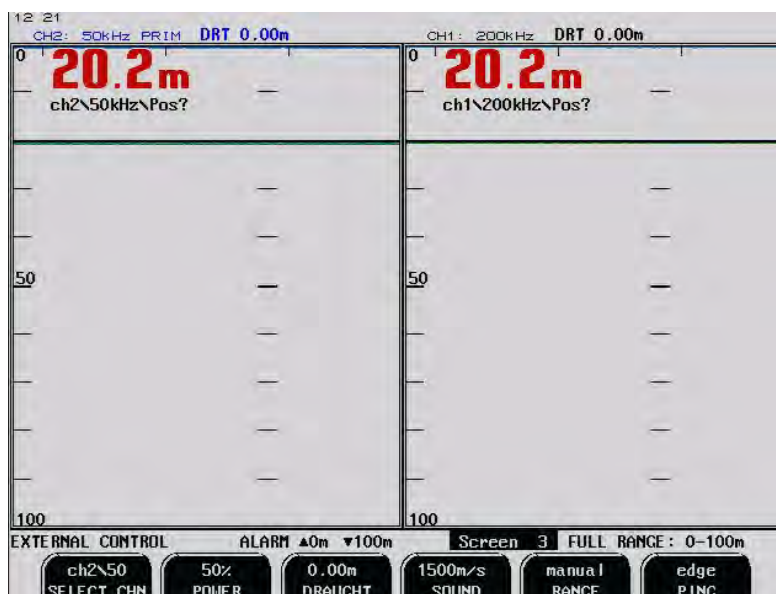 12 21
CH2: 50kHz PRIM DRT 0.00m
CH1: 200kHz DRT 0.00m
0
20.2m
ch2\50kHz\Pos?
50
100
0
20.2m
ch1\200kHz\Pos?
50
100
EXTERNAL CONTROL ALARM ▲0m ▼100m Screen 3 FULL RANGE: 0-100m
ch2\50 50% 0.00m 1500m/s manual edge
SELECT CHN POWER DRAUGHT SOUND RANGE PING